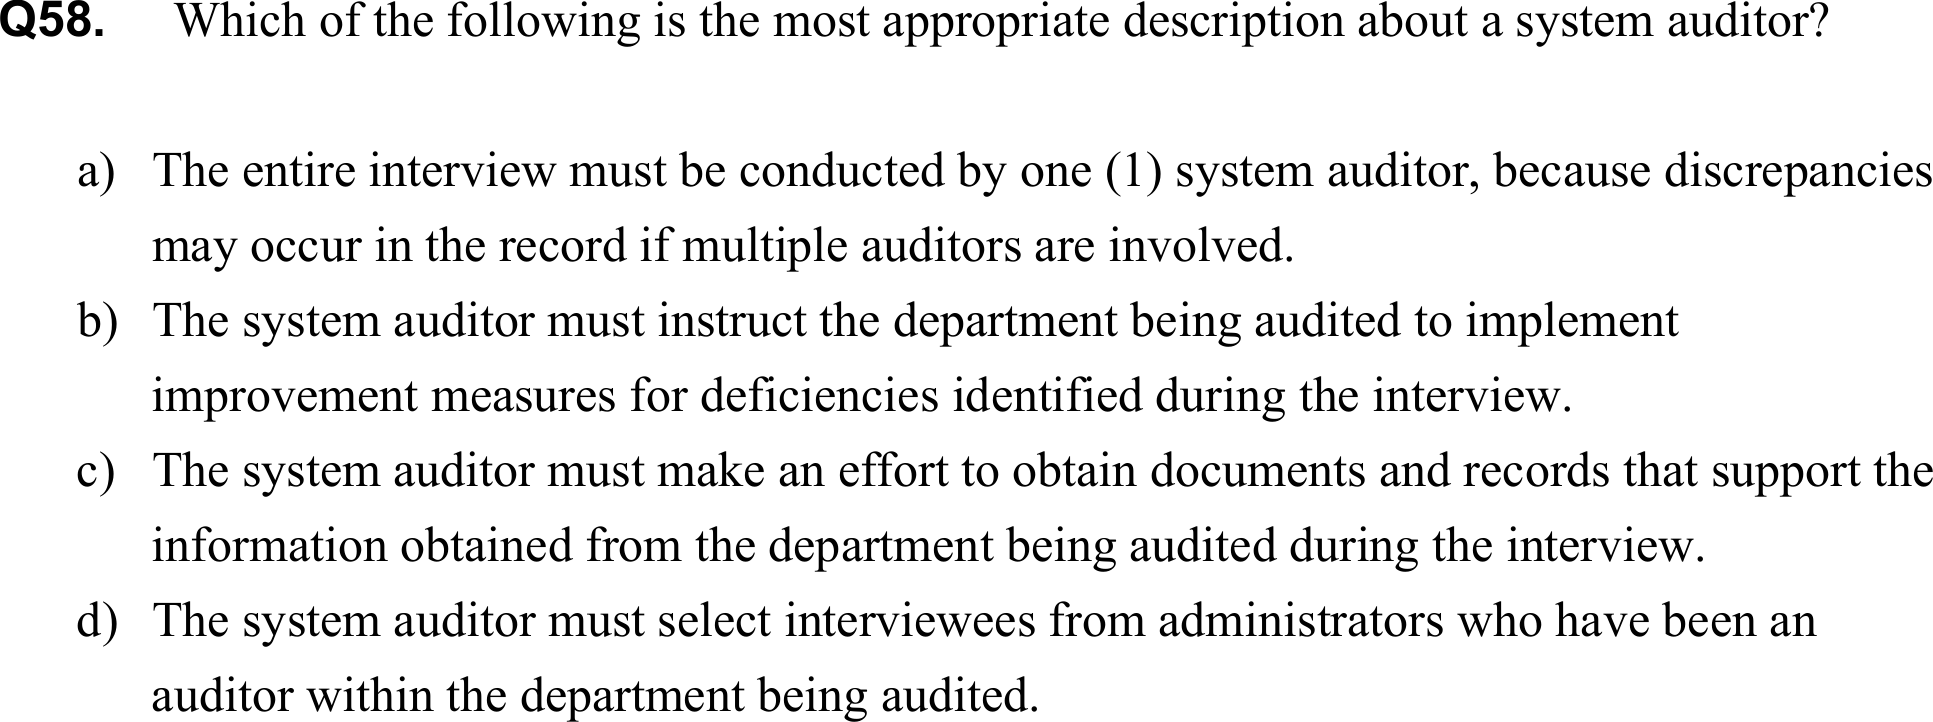 Q58. Which of the following is the most appropriate description about a system auditor?
a) The entire interview must be conducted by one (1) system auditor, because discrepancies
may occur in the record if multiple auditors are involved.
b) The system auditor must instruct the department being audited to implement
improvement measures for deficiencies identified during the interview.
c) The system auditor must make an effort to obtain documents and records that support the
information obtained from the department being audited during the interview.
d) The system auditor must select interviewees from administrators who have been an
auditor within the department being audited.